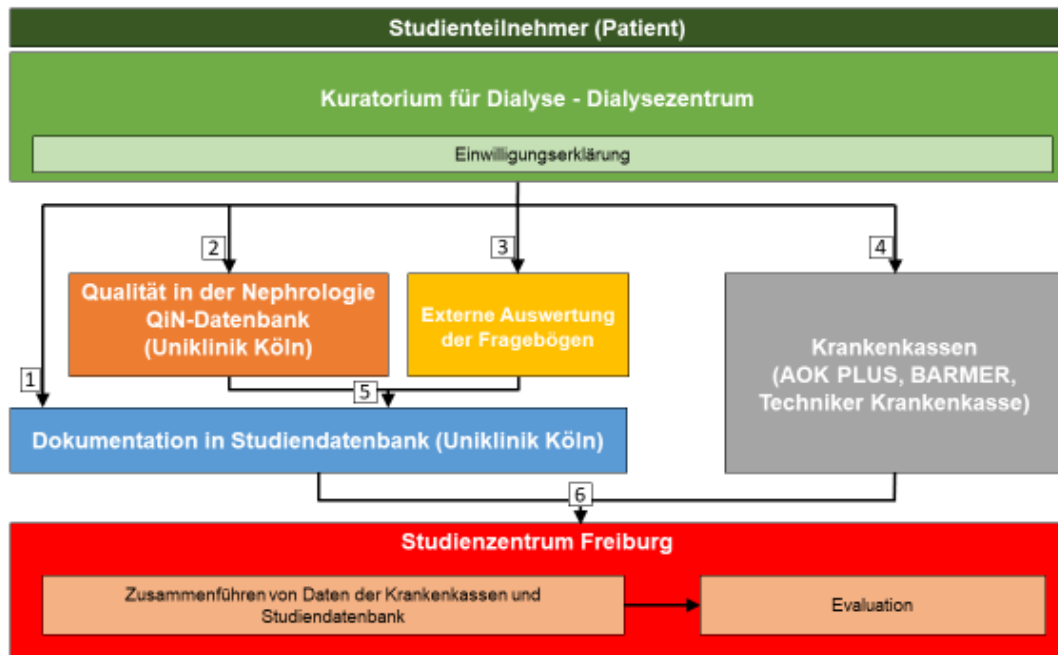 Studienteilnehmer (Patient)
Kuratorium für Dialyse - Dialysezentrum
Einwilligungserklärung
2
3
4
Qualität in der Nephrologie
QiN-Datenbank
(Uniklinik Köln)
Externe Auswertung
der Fragebögen
Krankenkassen
(AOK PLUS, BARMER,
Techniker Krankenkasse)
1
5
Dokumentation in Studiendatenbank (Uniklinik Köln)
6
Studienzentrum Freiburg
Zusammenführen von Daten der Krankenkassen und
Studiendatenbank
Evaluation